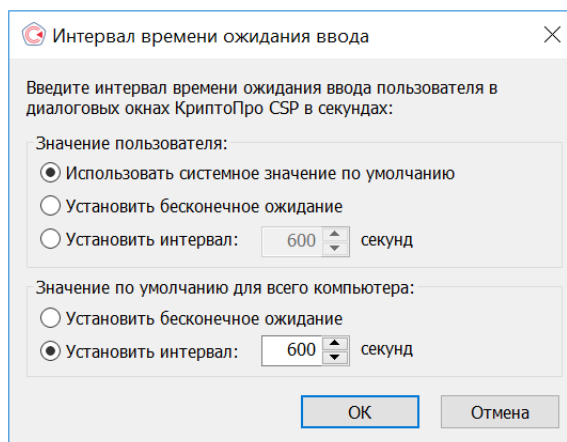 Интервал времени ожидания ввода
Введите интервал времени ожидания ввода пользователя в
диалоговых окнах КриптоПро CSP в секундах:
Значение пользователя:
Использовать системное значение по умолчанию
Установить бесконечное ожидание
Установить интервал: 600 секунд
Значение по умолчанию для всего компьютера:
Установить бесконечное ожидание
Установить интервал: 600 секунд
ОК Отмена